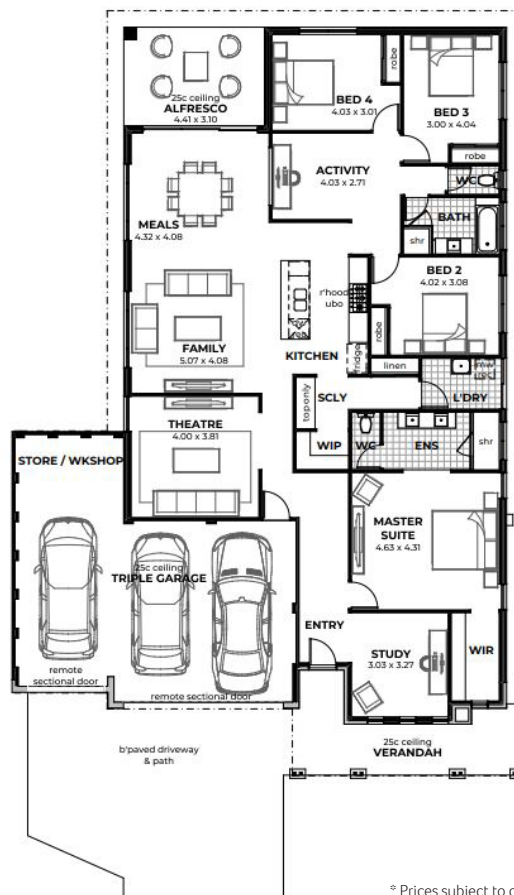 25c ceiling
ALFRESCO
4.41 x 3.10
BED 4
4.03 x 3.01
robe
BED 3
3.00 x 4.04
robe
ACTIVITY
4.03 x 2.71
WC
BATH
shr
MEALS
4.32 x 4.08
BED 2
4.02 x 3.08
robe
r'hood
ubo
FAMILY
5.07 x 4.08
KITCHEN
fridge
linen
SCLY
top only
L'DRY
THEATRE
4.00 x 3.81
WIP
WC
ENS
shr
STORE / WKSHOP
MASTER
SUITE
4.63 x 4.31
25c ceiling
TRIPLE GARAGE
ENTRY
STUDY
3.03 x 3.27
WIR
remote
sectional door
remote sectional door
25c ceiling
VERANDAH
b'paved driveway
& path
* Prices subject to